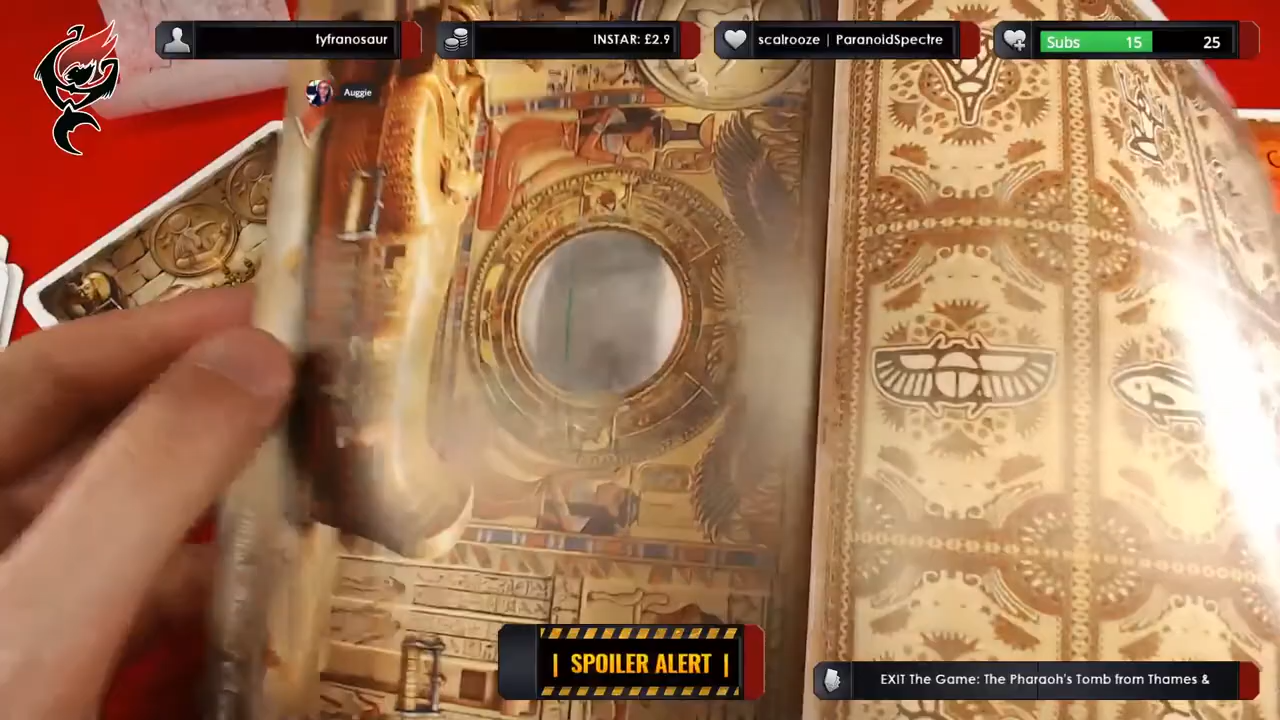 tyfranosaur
INSTAR: £2.9
scalrooze | ParanoidSpectre
Subs 15 25
Auggie
| SPOILER ALERT |
EXIT The Game: The Pharaoh's Tomb from Thames &